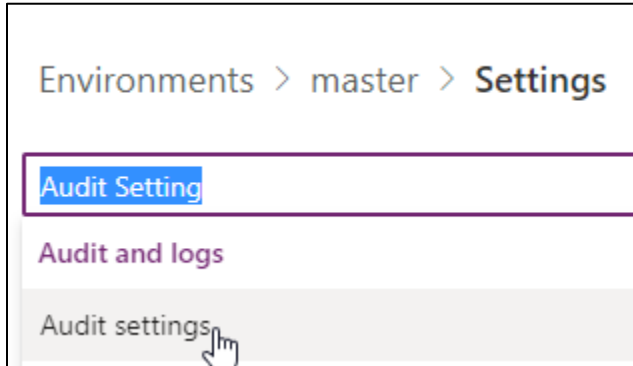 Environments > master > Settings
Audit Setting
Audit and logs
Audit settings